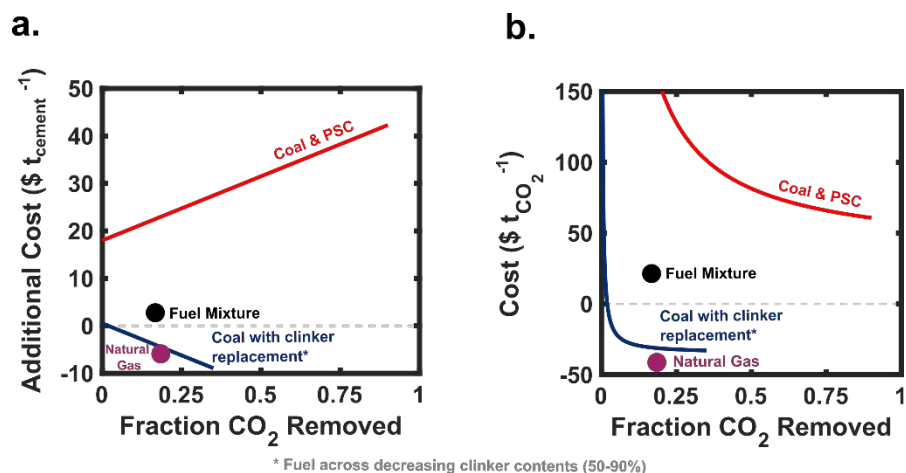 a.
Additional Cost ($ t_cement^-1)
50
40
30
20
10
0
-10
Coal & PSC
Fuel Mixture
Coal with clinker
replacement*
Natural
Gas
0
0.25
0.5
0.75
1
Fraction CO₂ Removed
b.
Cost ($ t_CO₂^-1)
150
100
50
0
-50
Coal & PSC
Fuel Mixture
Coal with clinker
replacement*
Natural Gas
0
0.25
0.5
0.75
1
Fraction CO₂ Removed
* Fuel across decreasing clinker contents (50-90%)